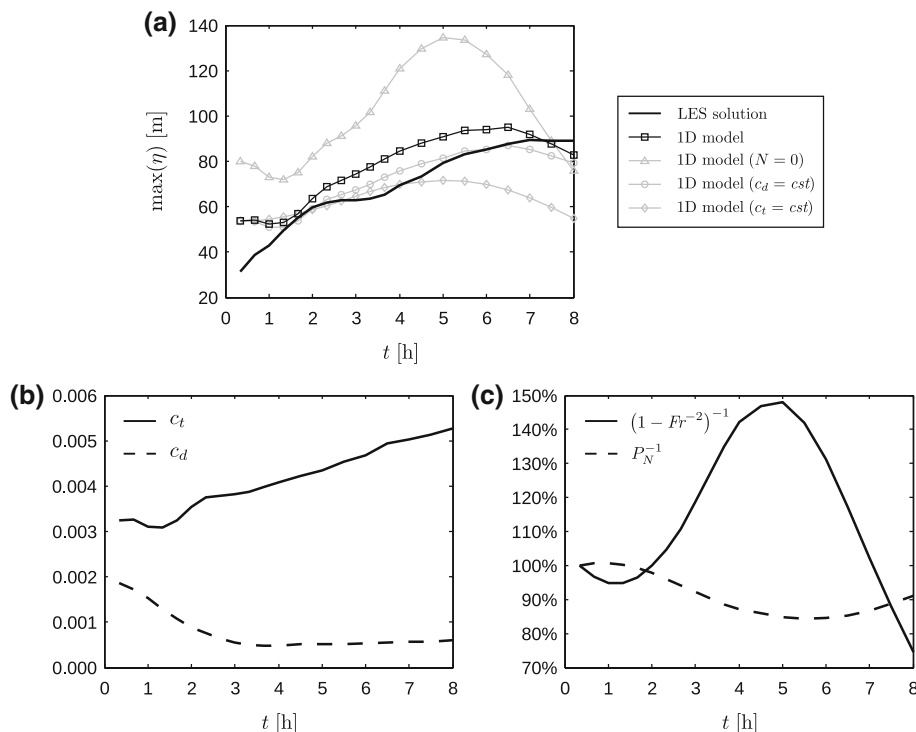 (a)
140
120
100
80
60
40
20
max(η) [m]
0 1 2 3 4 5 6 7 8
t [h]
LES solution
1D model
1D model (N = 0)
1D model (c_d = cst)
1D model (c_t = cst)
(b)
0.006
0.005
0.004
0.003
0.002
0.001
0.000
c_t
c_d
0 1 2 3 4 5 6 7 8
t [h]
(c)
150%
140%
130%
120%
110%
100%
90%
80%
70%
(1 − Fr^{−2})^{−1}
P_N^{−1}
0 1 2 3 4 5 6 7 8
t [h]